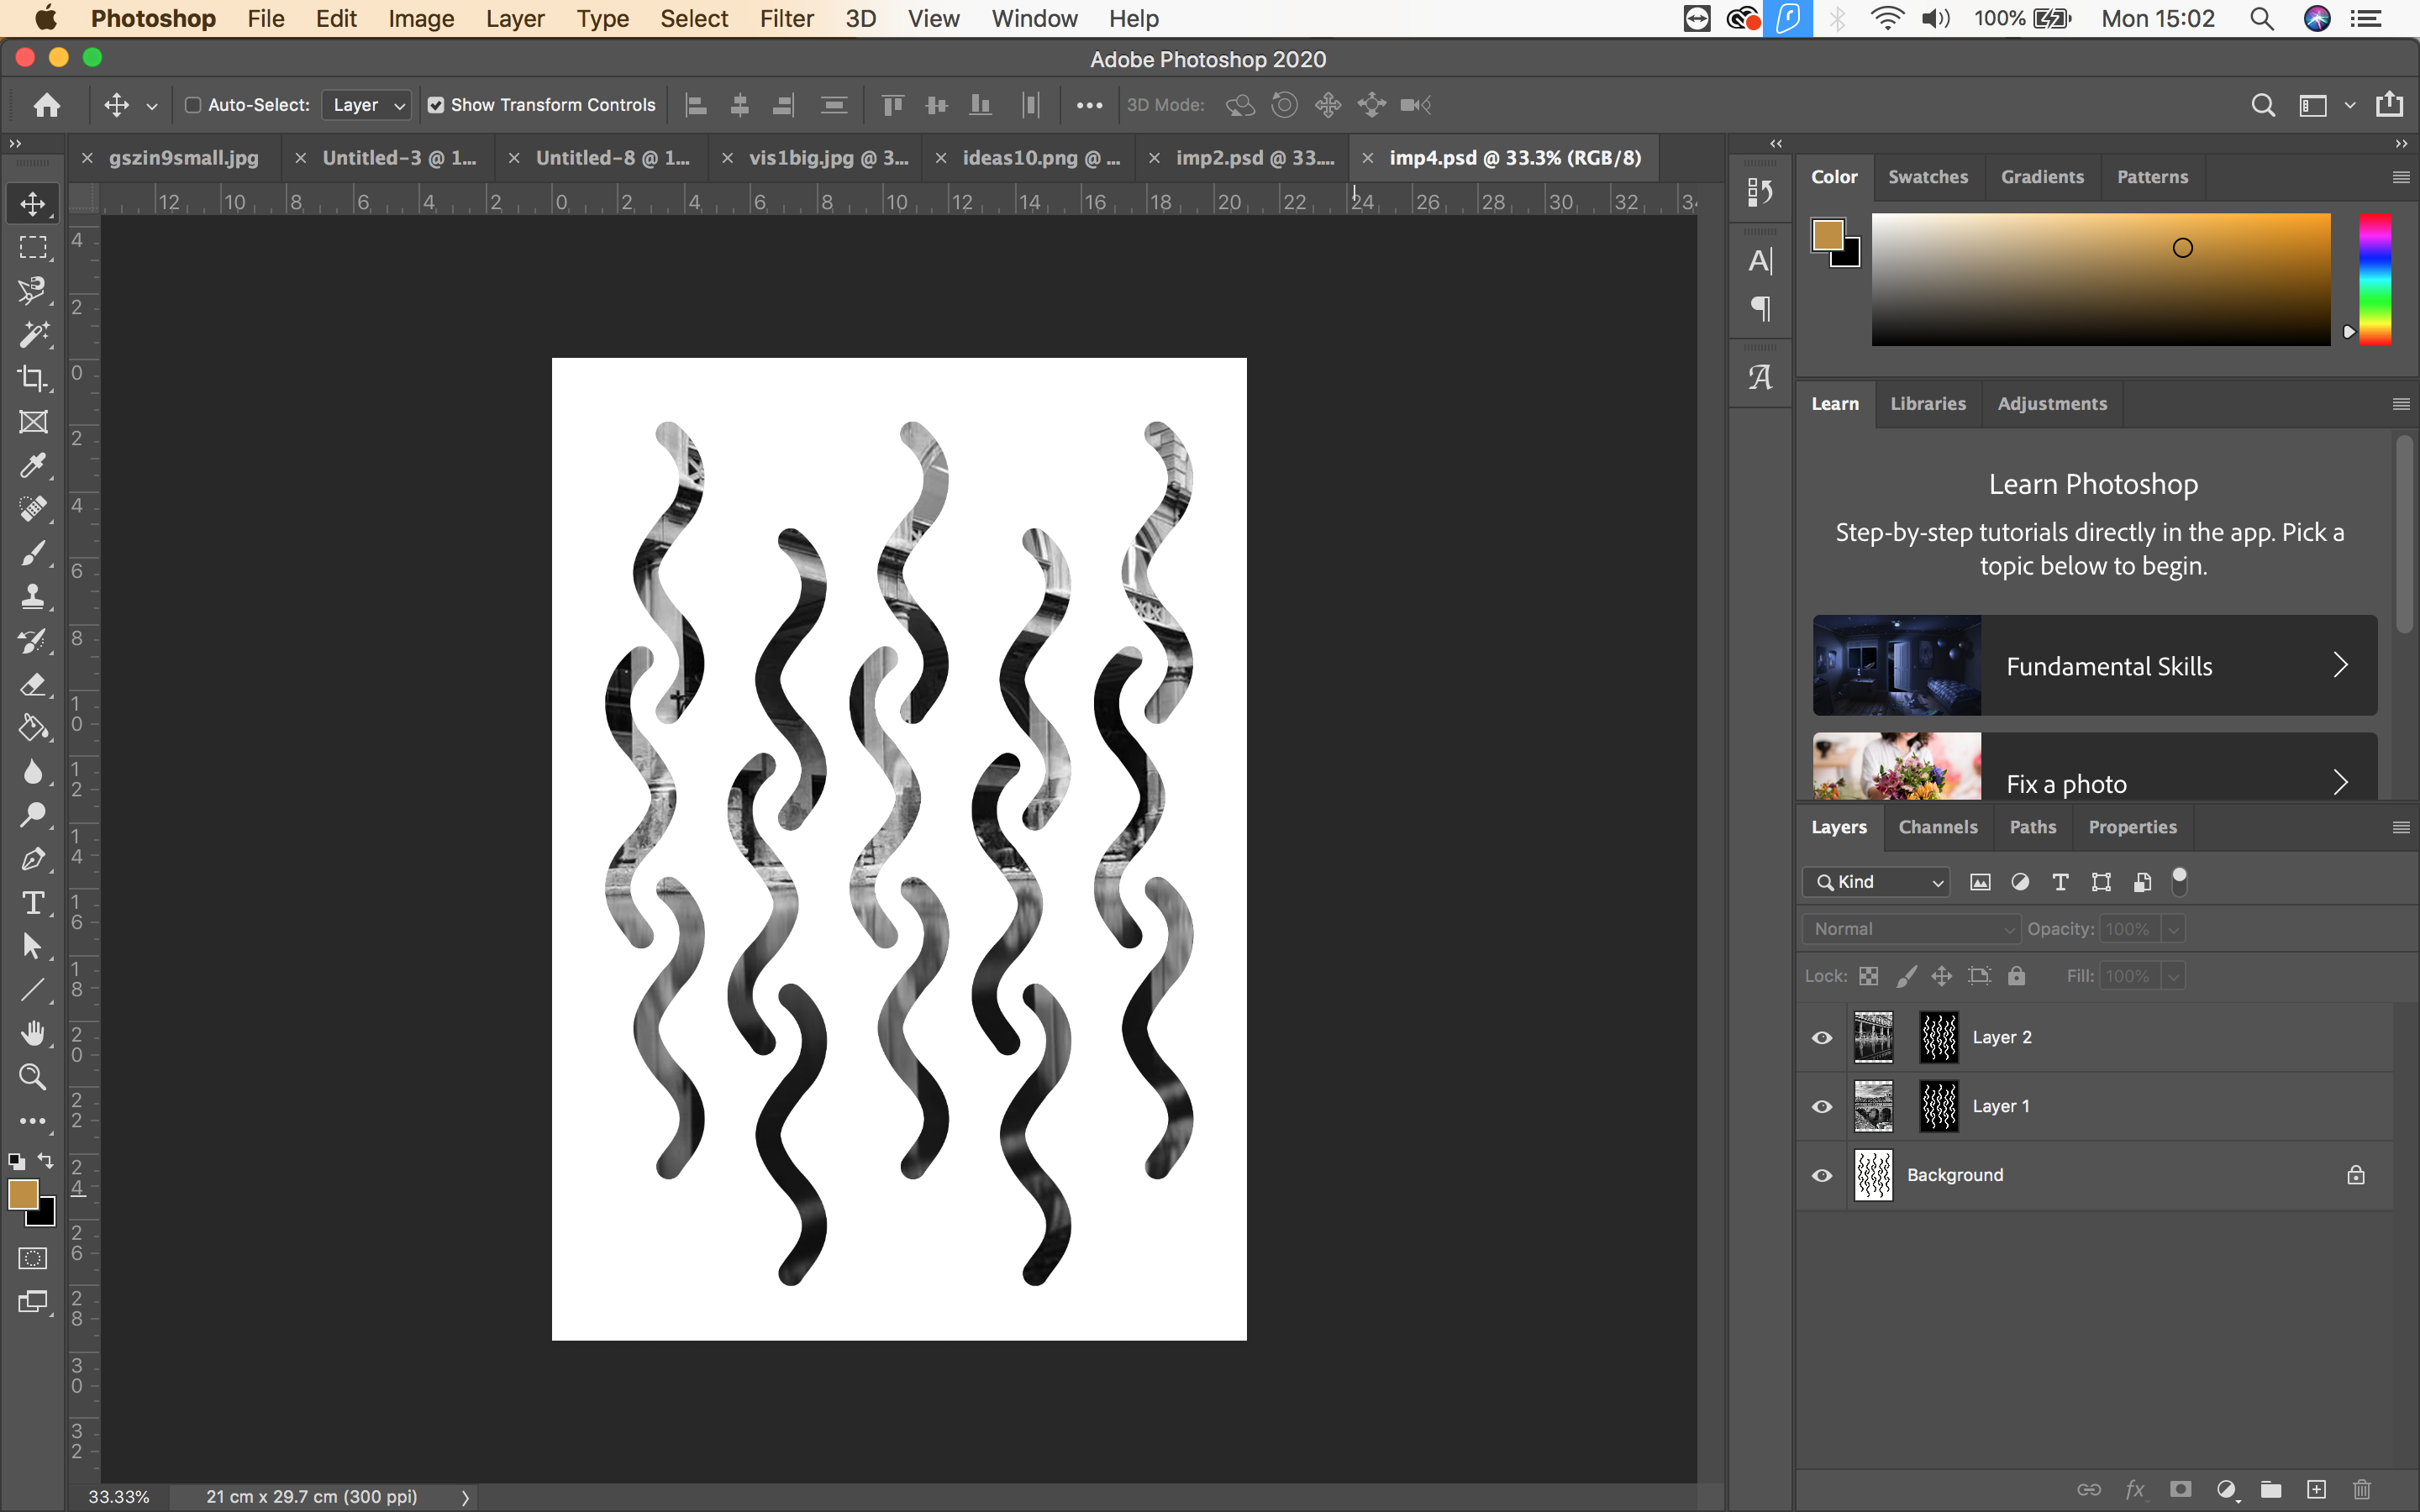 Photoshop File Edit Image Layer Type Select Filter 3D View Window Help 100% Mon 15:02
Adobe Photoshop 2020
Auto-Select: Layer Show Transform Controls 3D Mode:
gszin9small.jpg Untitled-3 @ 1... Untitled-8 @ 1... vis1big.jpg @ 3... ideas10.png @ ... imp2.psd @ 33.... imp4.psd @ 33.3% (RGB/8)
12 10 8 6 4 2 0 2 4 6 8 10 12 14 16 18 20 22 24 26 28 30 32
4
2
0
2
4
6
8
10
12
14
16
18
20
22
24
26
28
30
32
Color Swatches Gradients Patterns
Learn Libraries Adjustments
Learn Photoshop
Step-by-step tutorials directly in the app. Pick a
topic below to begin.
Fundamental Skills
Fix a photo
Layers Channels Paths Properties
Kind
Normal Opacity: 100%
Lock: Fill: 100%
Layer 2
Layer 1
Background
fx
33.33% 21 cm x 29.7 cm (300 ppi)